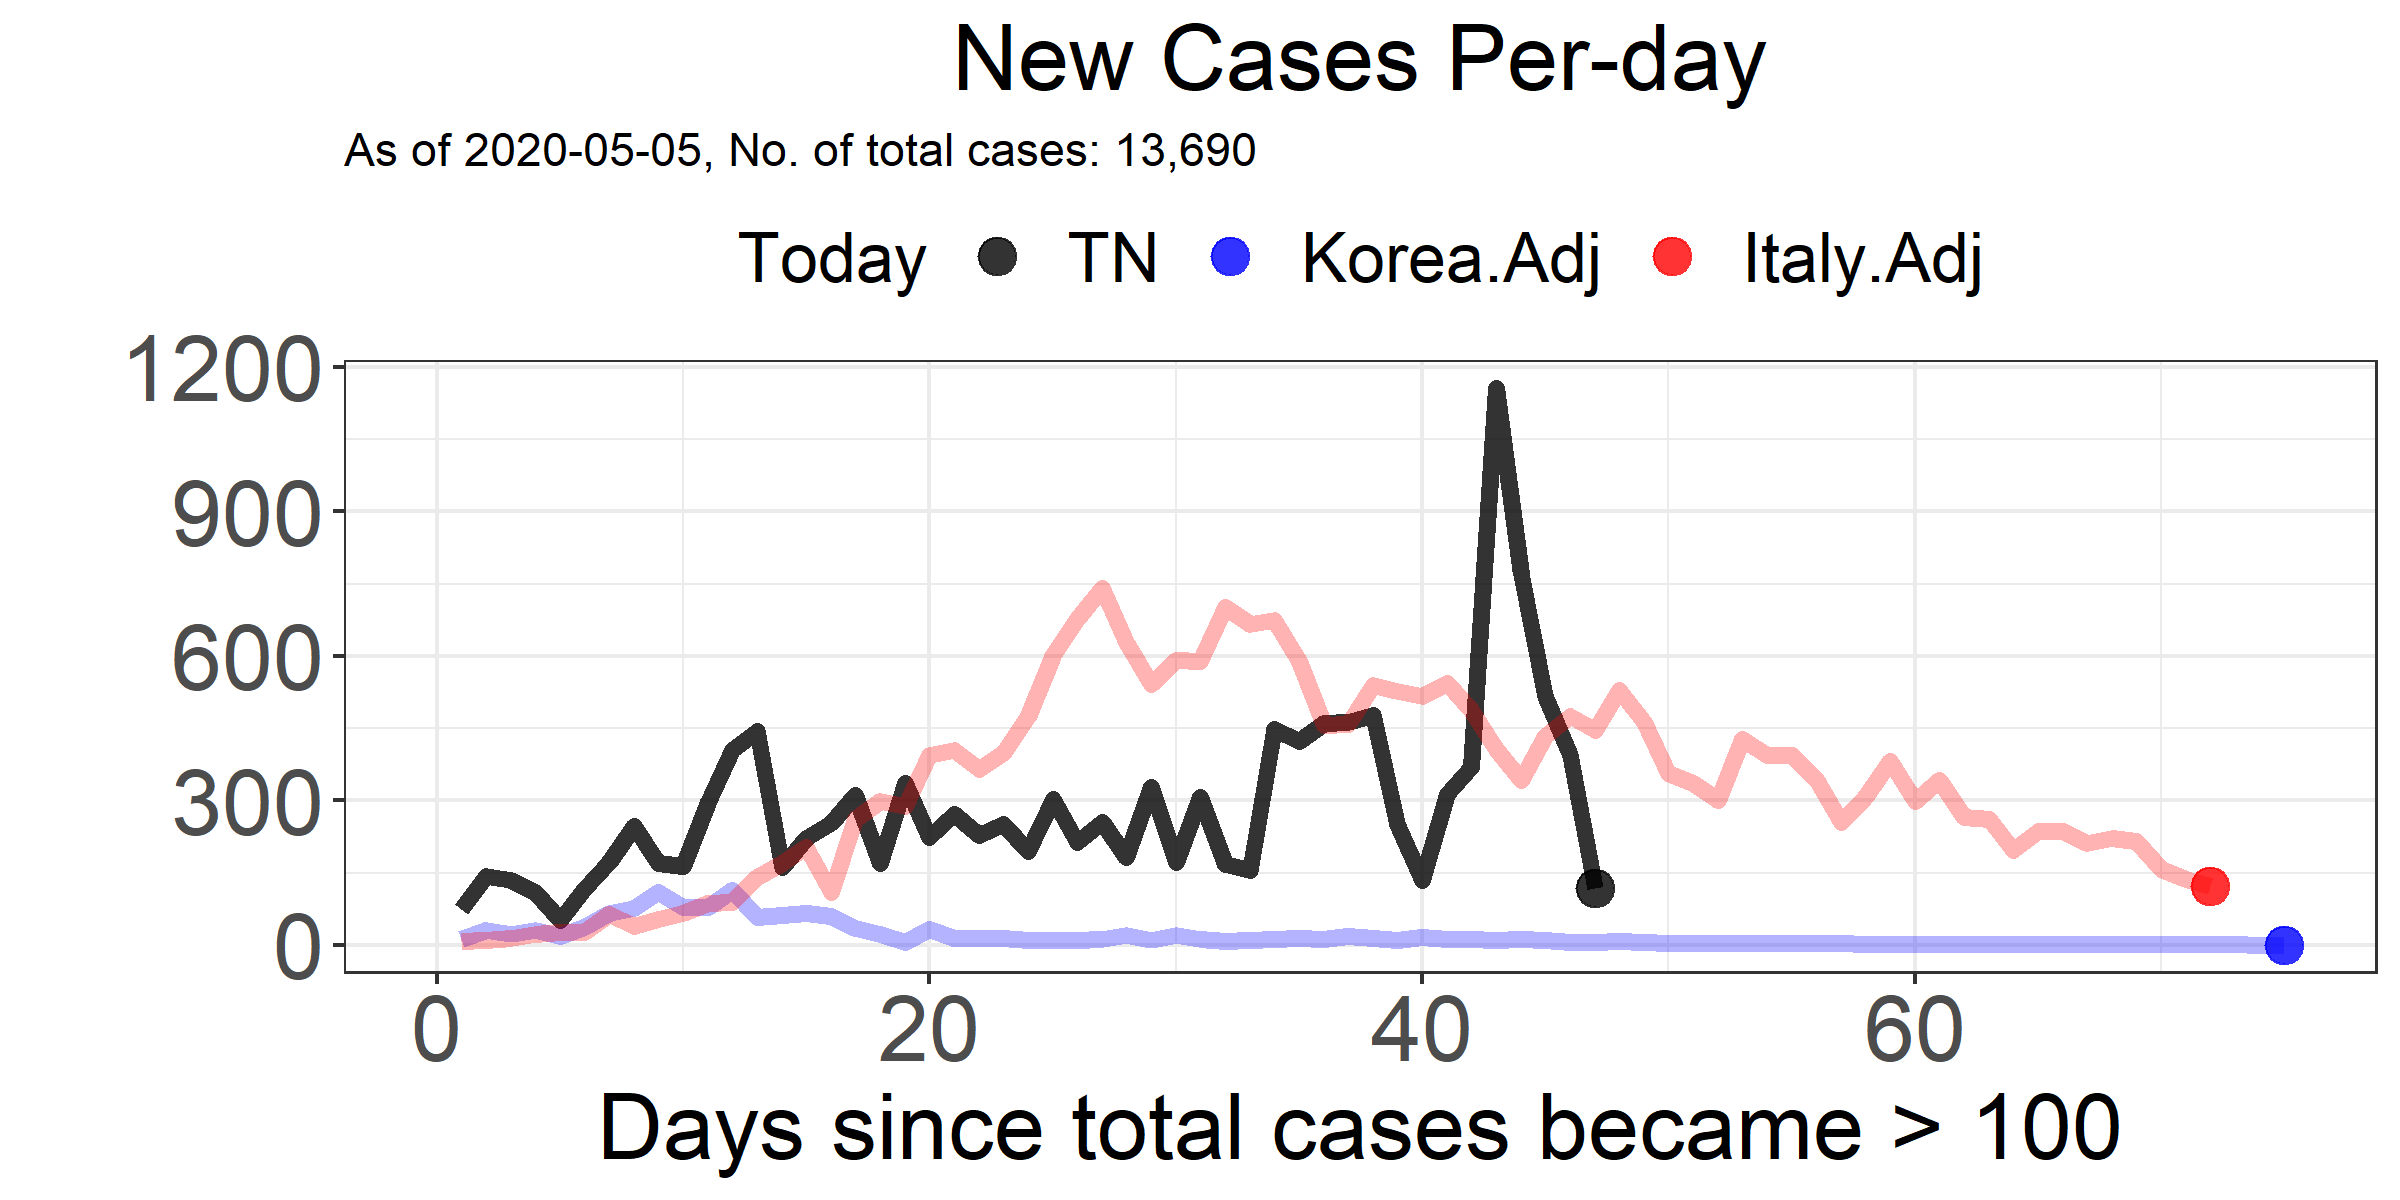 New Cases Per-day
As of 2020-05-05, No. of total cases: 13,690
Today TN Korea.Adj Italy.Adj
1200
900
600
300
0
0 20 40 60
Days since total cases became > 100